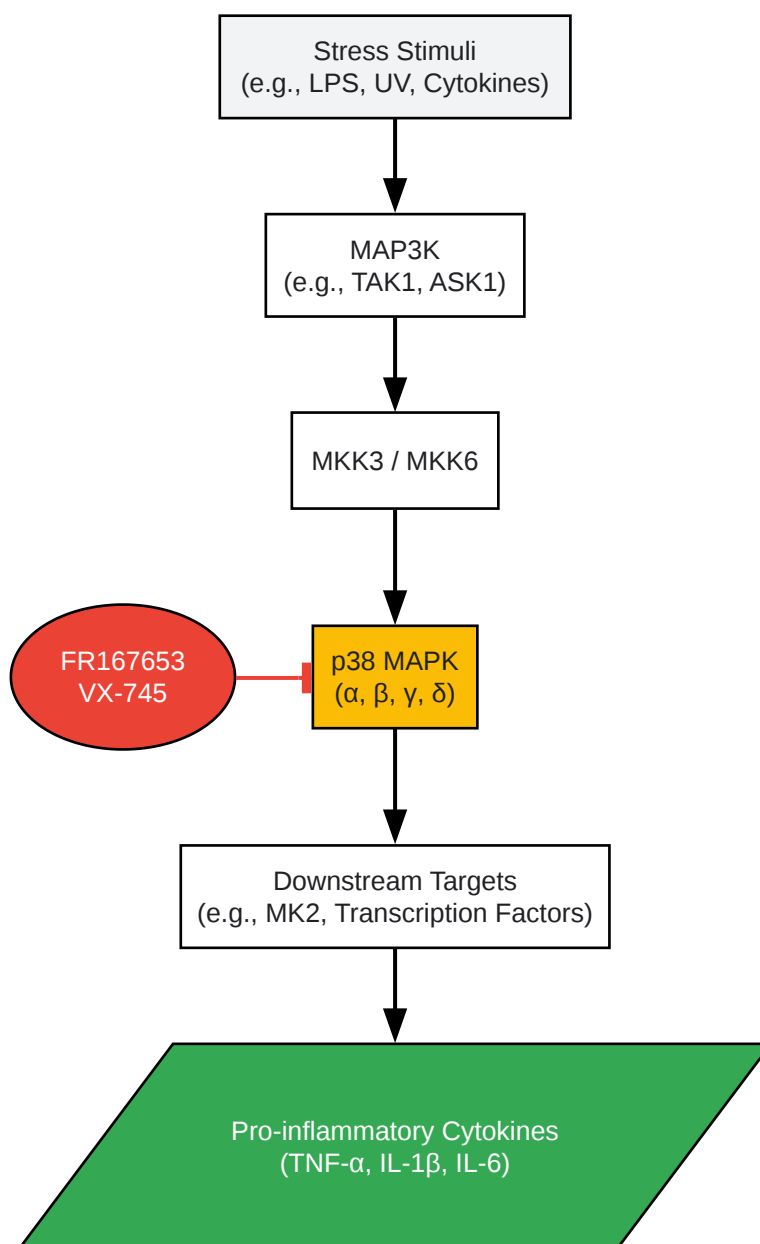 Stress Stimuli
(e.g., LPS, UV, Cytokines)
MAP3K
(e.g., TAK1, ASK1)
MKK3 / MKK6
FR167653
VX-745
p38 MAPK
(α, β, γ, δ)
Downstream Targets
(e.g., MK2, Transcription Factors)
Pro-inflammatory Cytokines
(TNF-α, IL-1β, IL-6)